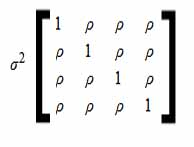 1 ρ ρ ρ
ρ 1 ρ ρ
σ² ρ ρ 1 ρ
ρ ρ ρ 1